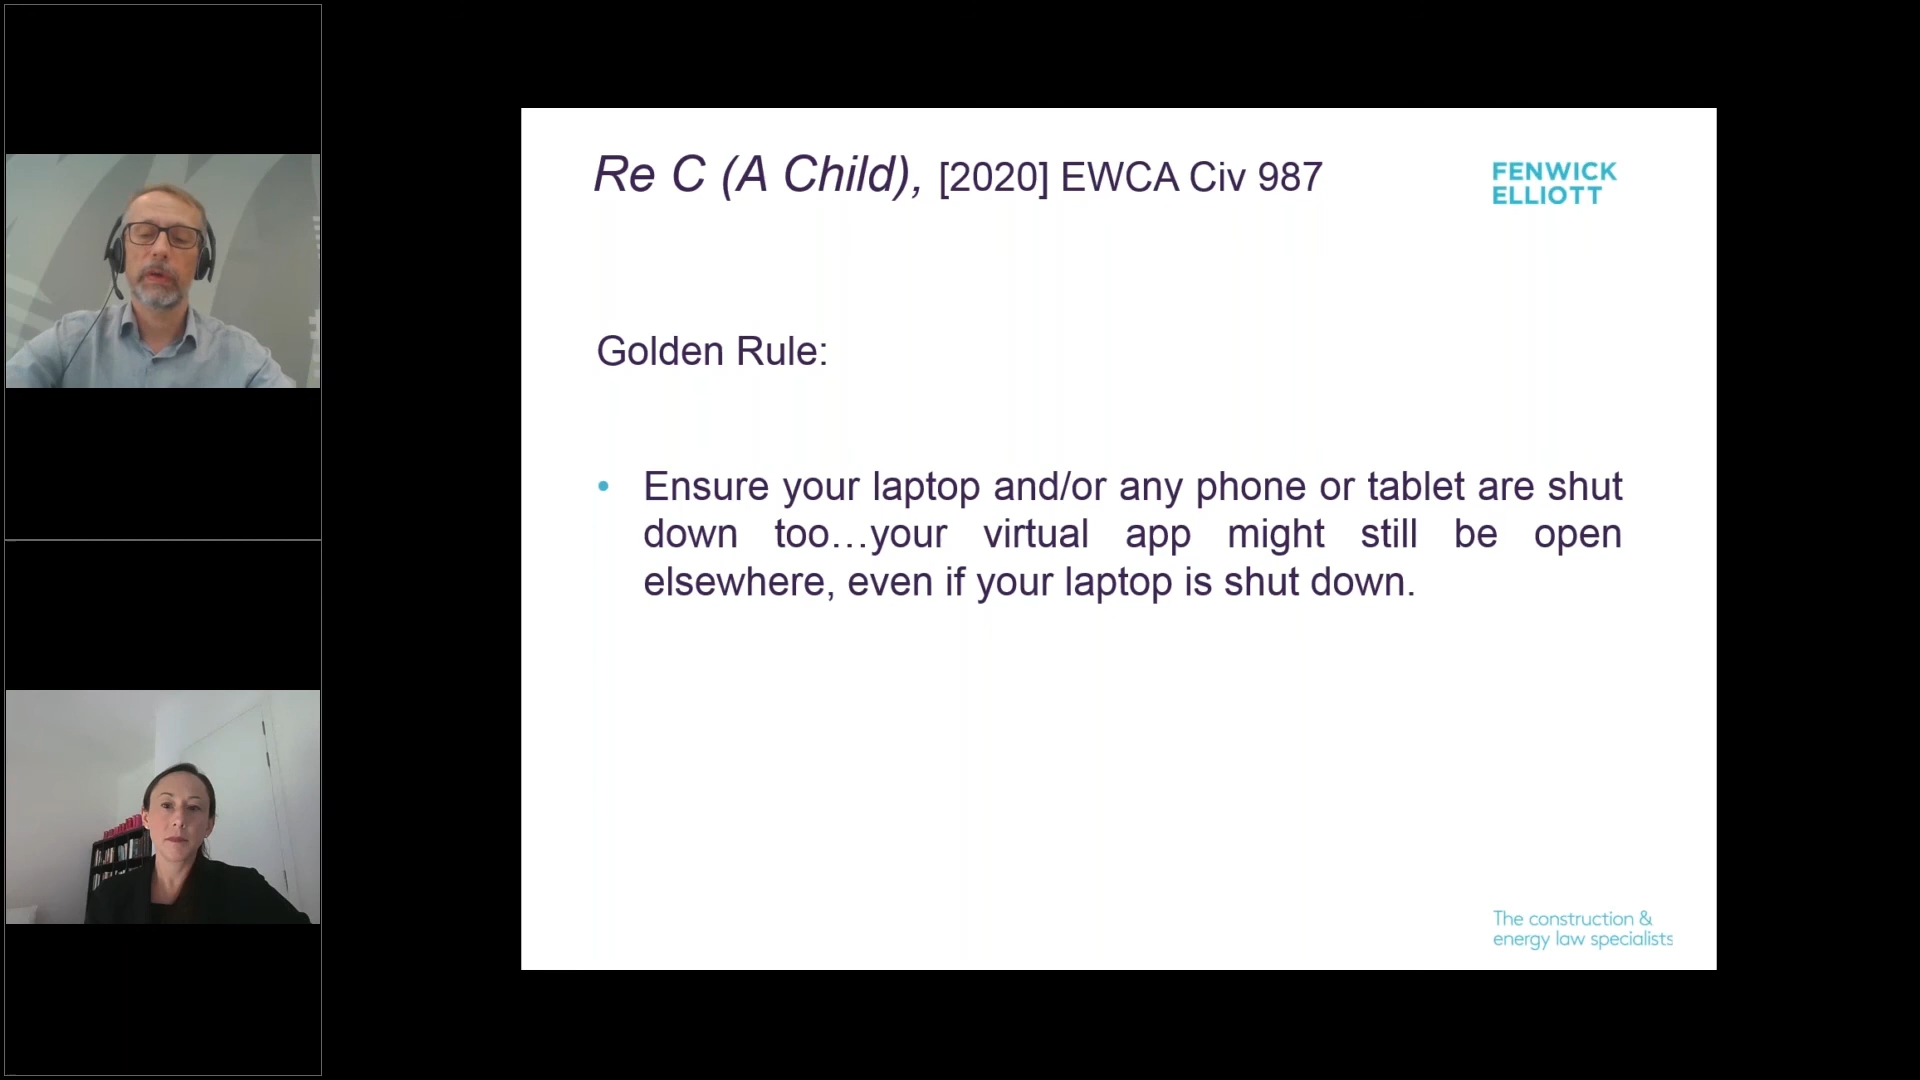 Re C (A Child), [2020] EWCA Civ 987
FENWICK
ELLIOTT
Golden Rule:
• Ensure your laptop and/or any phone or tablet are shut
down too…your virtual app might still be open
elsewhere, even if your laptop is shut down.
The construction &
energy law specialists